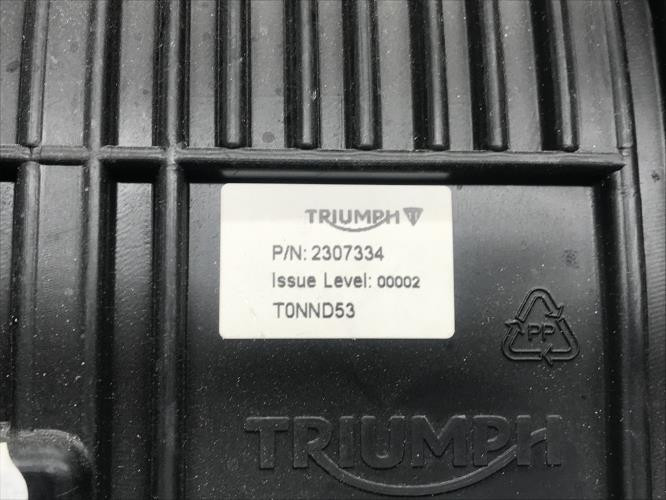 TRIUMPH
P/N: 2307334
Issue Level: 00002
T0NND53
PP
TRIUMPH